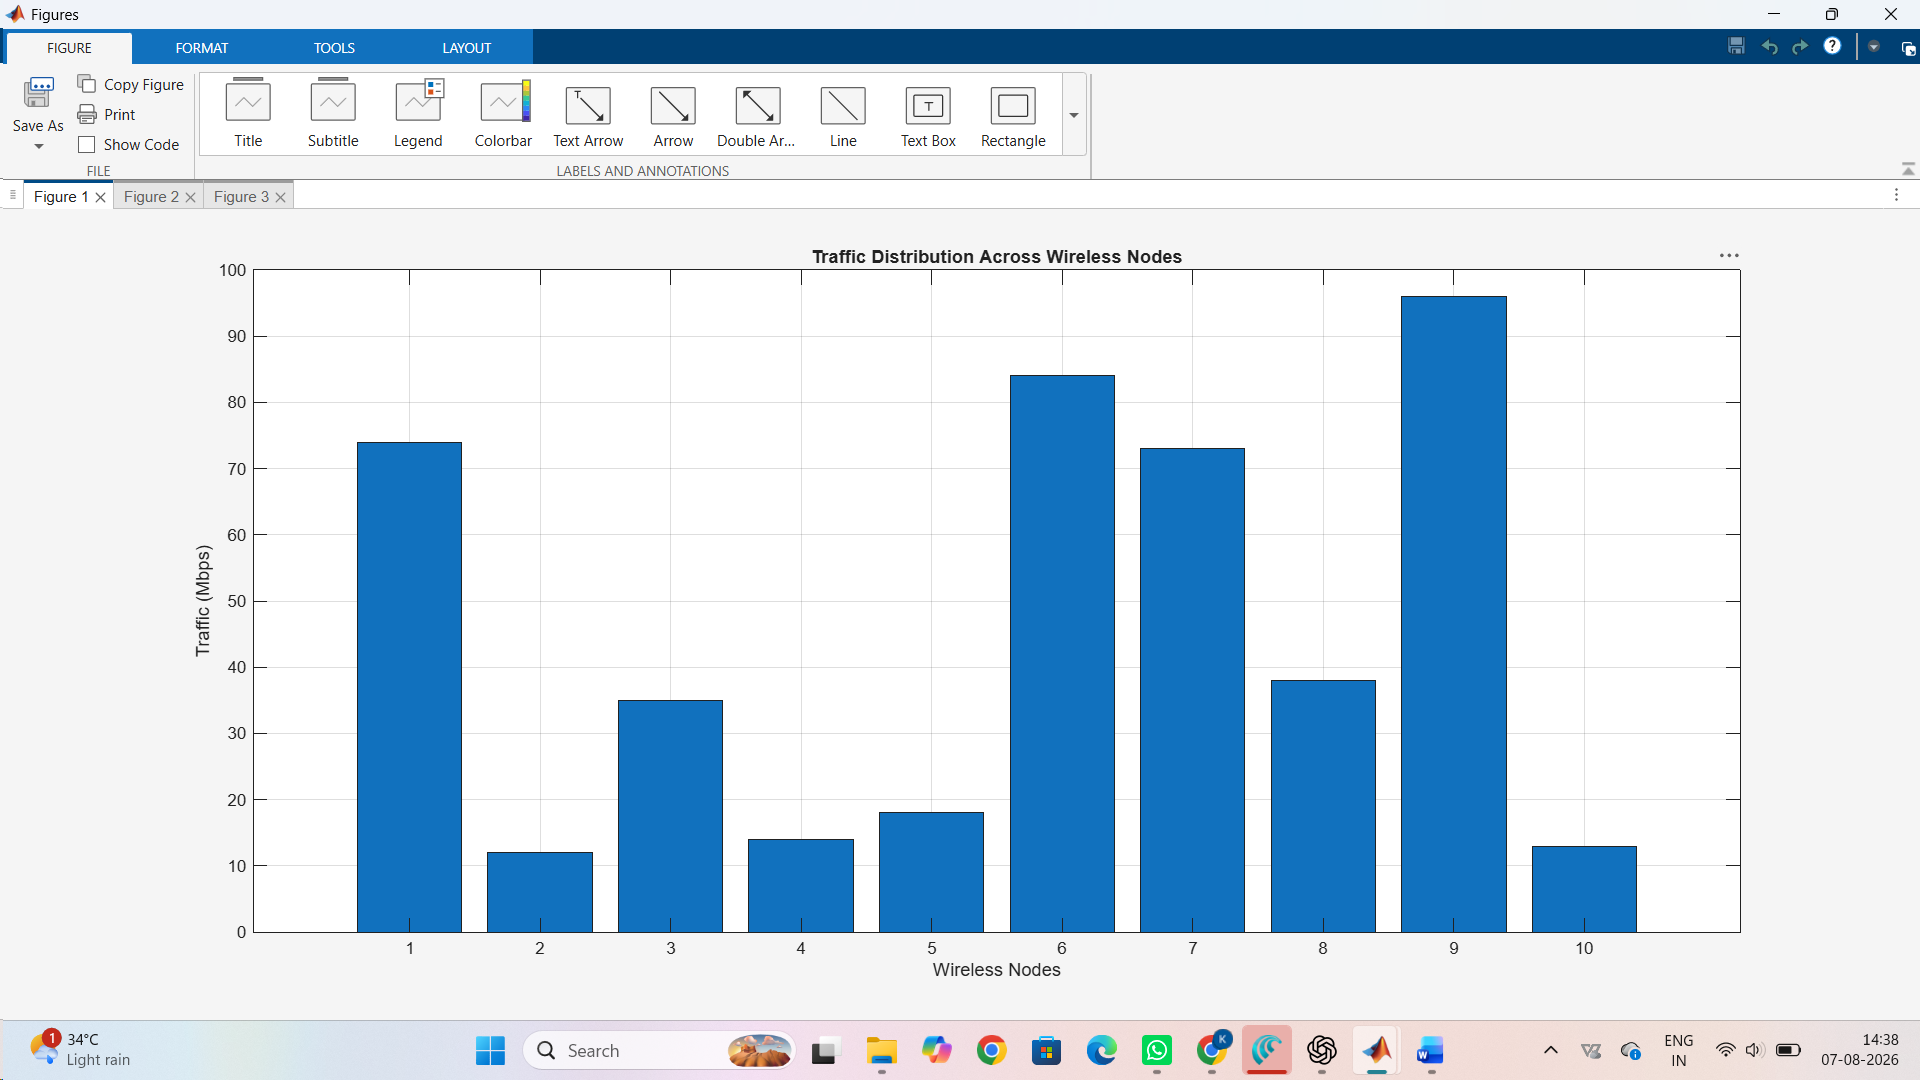 Figures
FIGURE FORMAT TOOLS LAYOUT
Save As
Copy Figure
Print
Show Code
FILE
Title Subtitle Legend Colorbar Text Arrow Arrow Double Ar... Line Text Box Rectangle
LABELS AND ANNOTATIONS
Figure 1 Figure 2 Figure 3
Traffic Distribution Across Wireless Nodes
100
90
80
70
60
50
40
30
20
10
0
Traffic (Mbps)
1 2 3 4 5 6 7 8 9 10
Wireless Nodes
1
34°C
Light rain
Search
K
W
ENG
IN
14:38
07-08-2026